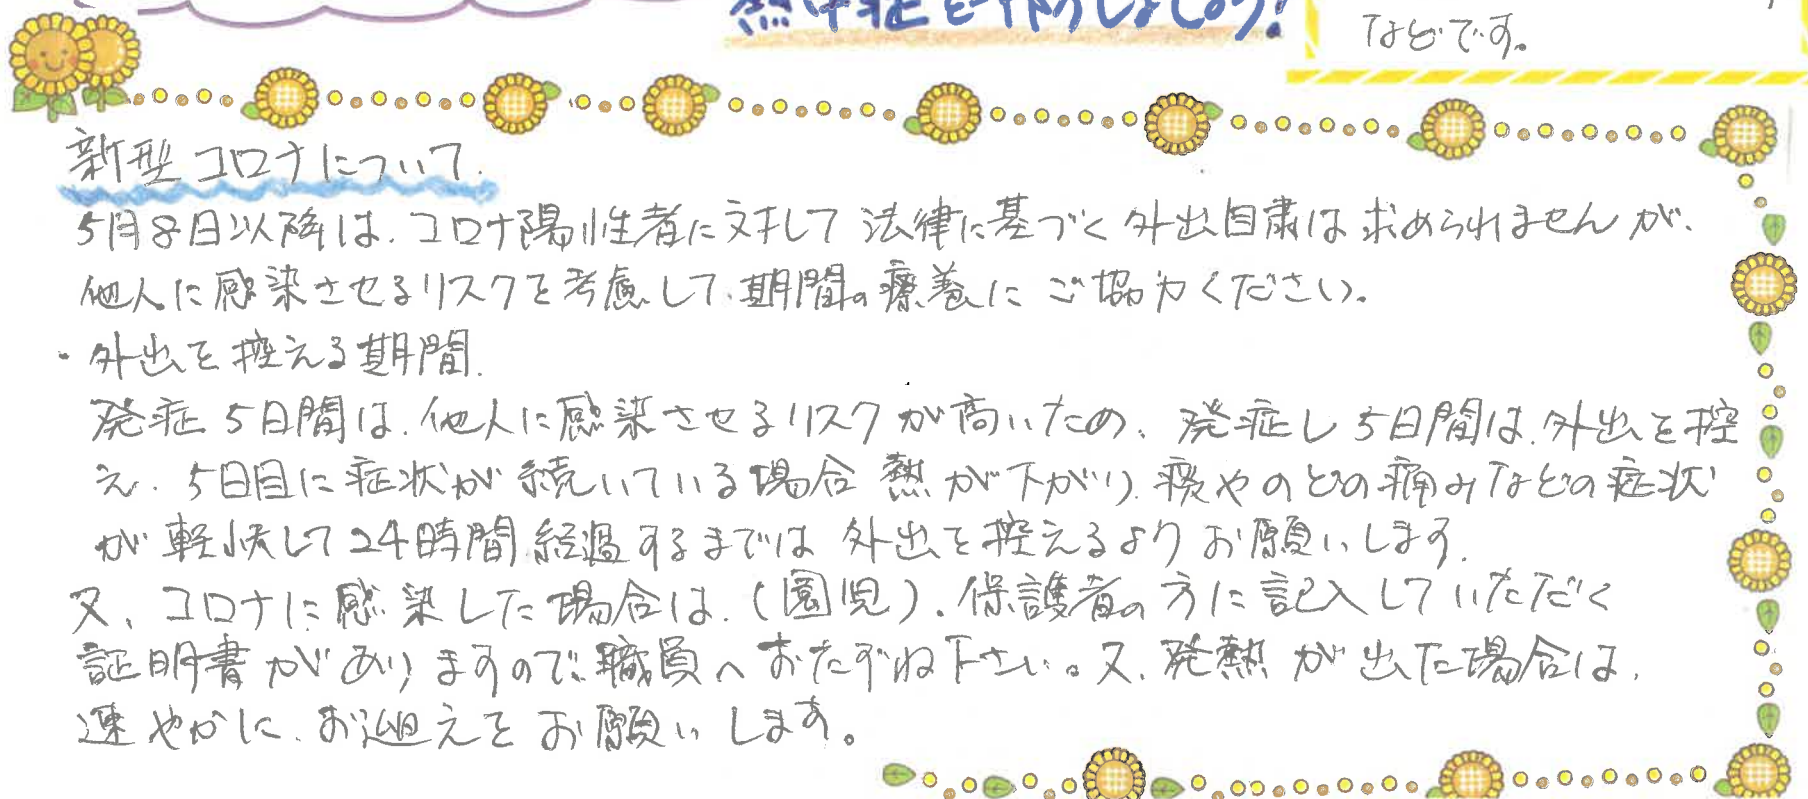 熱中症を予防しましょう!
などです。
新型コロナについて.
5月8日以降は、コロナ陽性者に対して法律に基づく外出自粛は求められませんが、
他人に感染させるリスクを考慮して、期間の療養にご協力ください。
・外出を控える期間.
発症5日間は、他人に感染させるリスクが高いため、発症し5日間は、外出を控
え、5日目に症状が続いている場合 熱が下がり、痰やのどの痛みなどの症状
が軽快して24時間経過するまでは外出を控えるようお願いします。
又、コロナに感染した場合は、(園児)、保護者の方に記入していただく
証明書がありますので、職員へおたずね下さい。又、発熱が出た場合は、
速やかに、お迎えをお願いします。